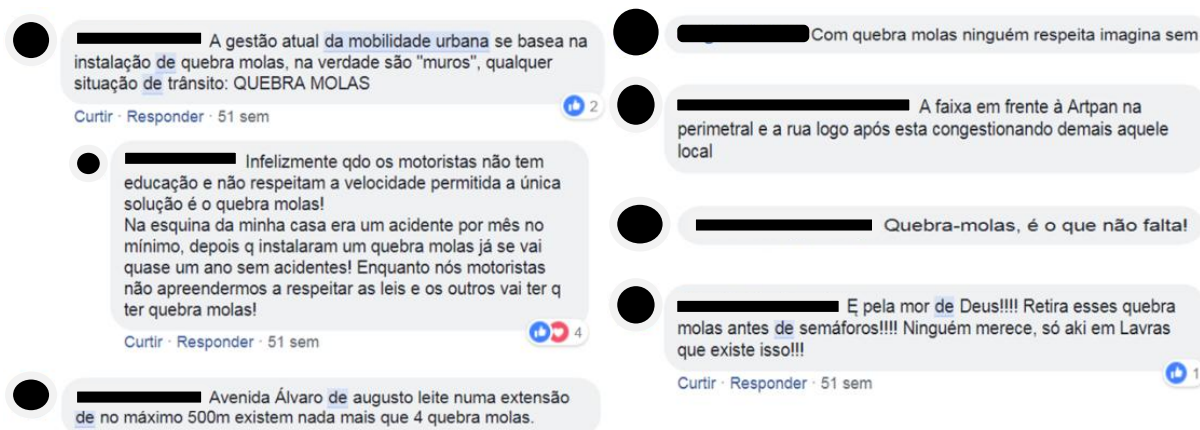 A gestão atual da mobilidade urbana se basea na
instalação de quebra molas, na verdade são "muros", qualquer
situação de trânsito: QUEBRA MOLAS
2
Curtir · Responder · 51 sem
Infelizmente qdo os motoristas não tem
educação e não respeitam a velocidade permitida a única
solução é o quebra molas!
Na esquina da minha casa era um acidente por mês no
mínimo, depois q instalaram um quebra molas já se vai
quase um ano sem acidentes! Enquanto nós motoristas
não apreendermos a respeitar as leis e os outros vai ter q
ter quebra molas!
4
Curtir · Responder · 51 sem
Avenida Álvaro de augusto leite numa extensão
de no máximo 500m existem nada mais que 4 quebra molas.
Com quebra molas ninguém respeita imagina sem
A faixa em frente à Artpan na
perimetral e a rua logo após esta congestionando demais aquele
local
Quebra-molas, é o que não falta!
E pela mor de Deus!!!! Retira esses quebra
molas antes de semáforos!!!! Ninguém merece, só aki em Lavras
que existe isso!!!
1
Curtir · Responder · 51 sem